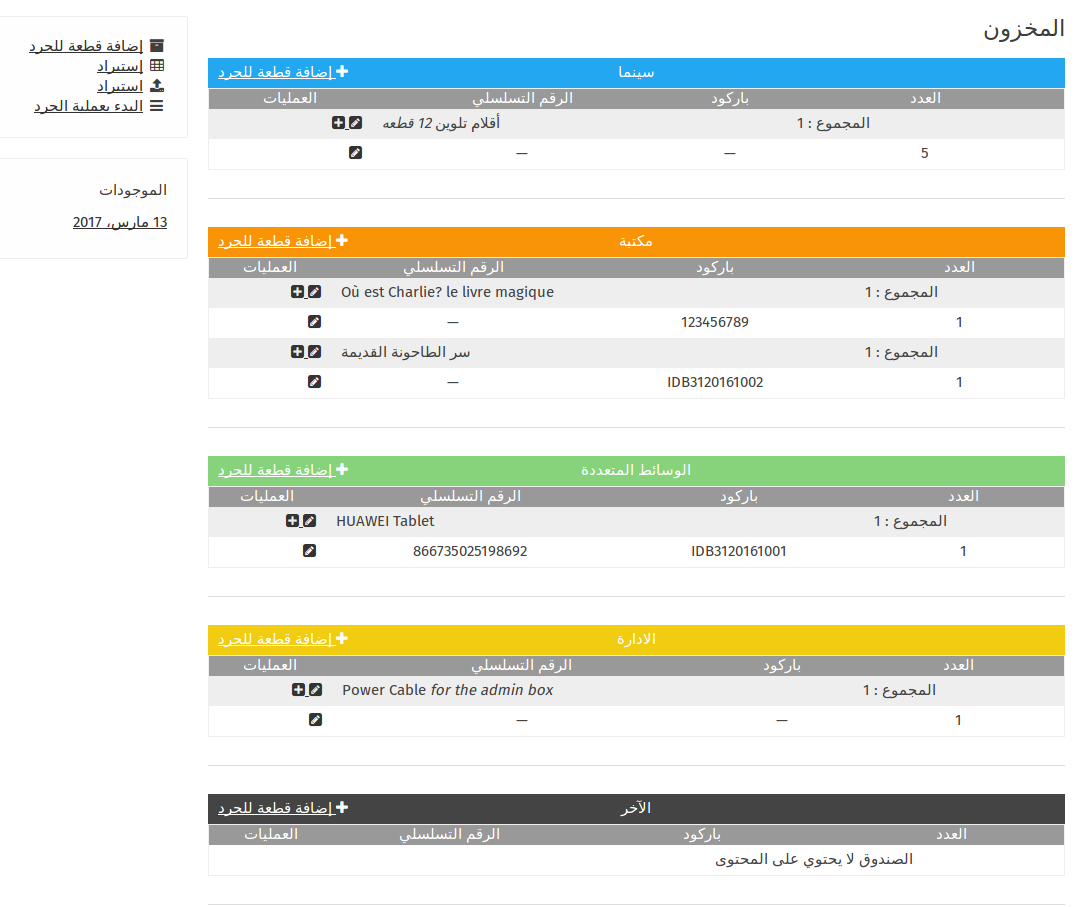 المخزون
إضافة قطعة للجرد
إستيراد
استيراد
البدء بعملية الجرد
الموجودات
13 مارس، 2017
سينما إضافة قطعة للجرد
العدد باركود الرقم التسلسلي العمليات
المجموع : 1 أقلام تلوين 12 قطعه
5 — —
مكتبة إضافة قطعة للجرد
العدد باركود الرقم التسلسلي العمليات
المجموع : 1 Où est Charlie? le livre magique
1 123456789 —
المجموع : 1 سر الطاحونة القديمة
1 IDB3120161002 —
الوسائط المتعددة إضافة قطعة للجرد
العدد باركود الرقم التسلسلي العمليات
المجموع : 1 HUAWEI Tablet
1 IDB3120161001 866735025198692
الادارة إضافة قطعة للجرد
العدد باركود الرقم التسلسلي العمليات
المجموع : 1 Power Cable for the admin box
1 — —
الآخر إضافة قطعة للجرد
العدد باركود الرقم التسلسلي العمليات
الصندوق لا يحتوي على المحتوى